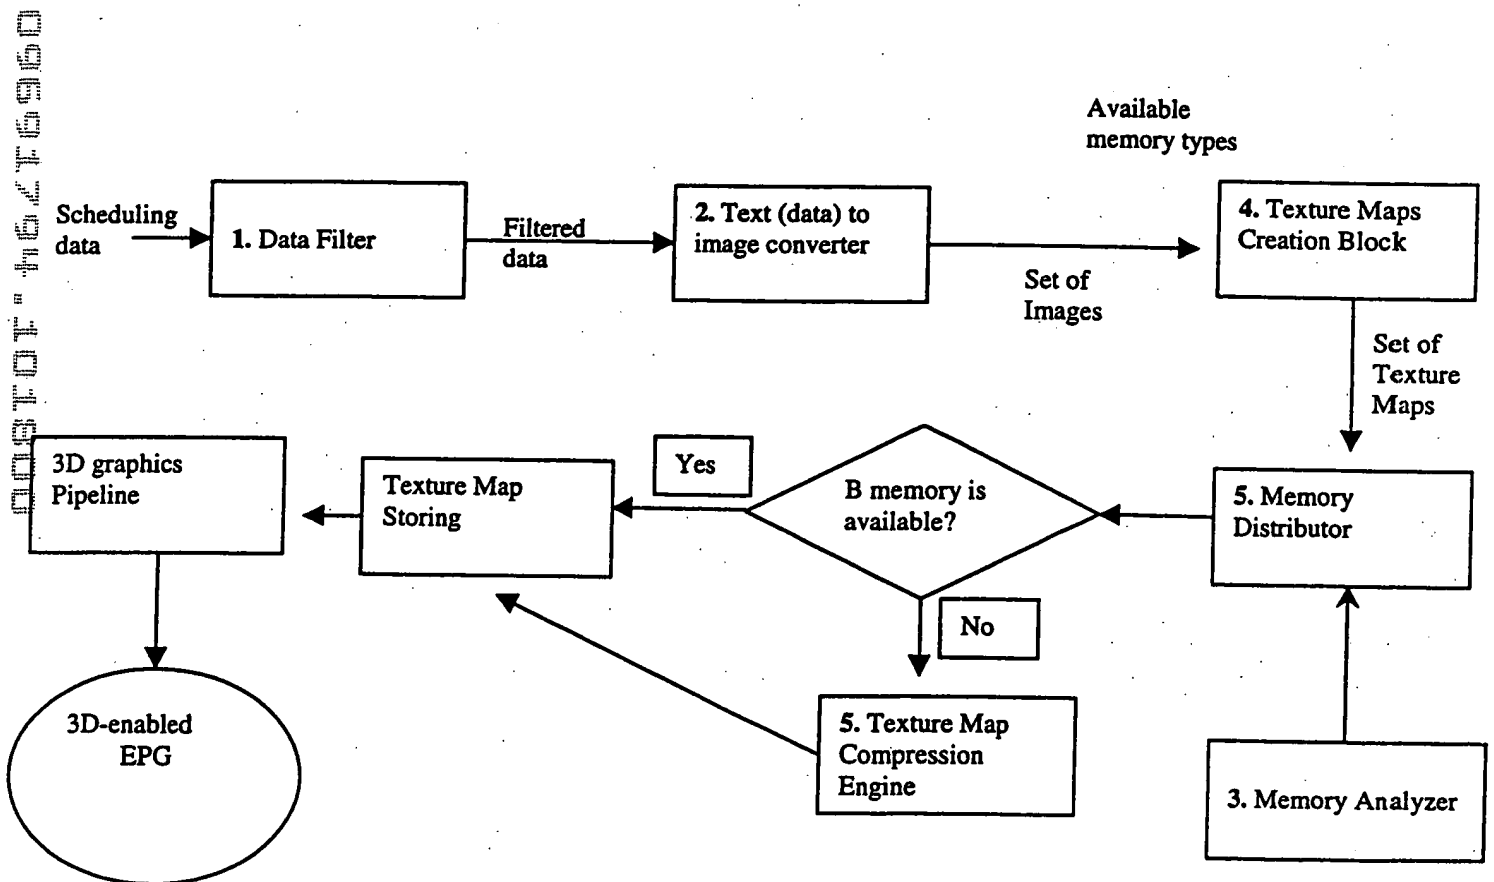 09691794.101800
Available
memory types
Scheduling
data
1. Data Filter
Filtered
data
2. Text (data) to
image converter
Set of
Images
4. Texture Maps
Creation Block
Set of
Texture
Maps
3D graphics
Pipeline
Texture Map
Storing
Yes
B memory is
available?
5. Memory
Distributor
No
3D-enabled
EPG
5. Texture Map
Compression
Engine
3. Memory Analyzer